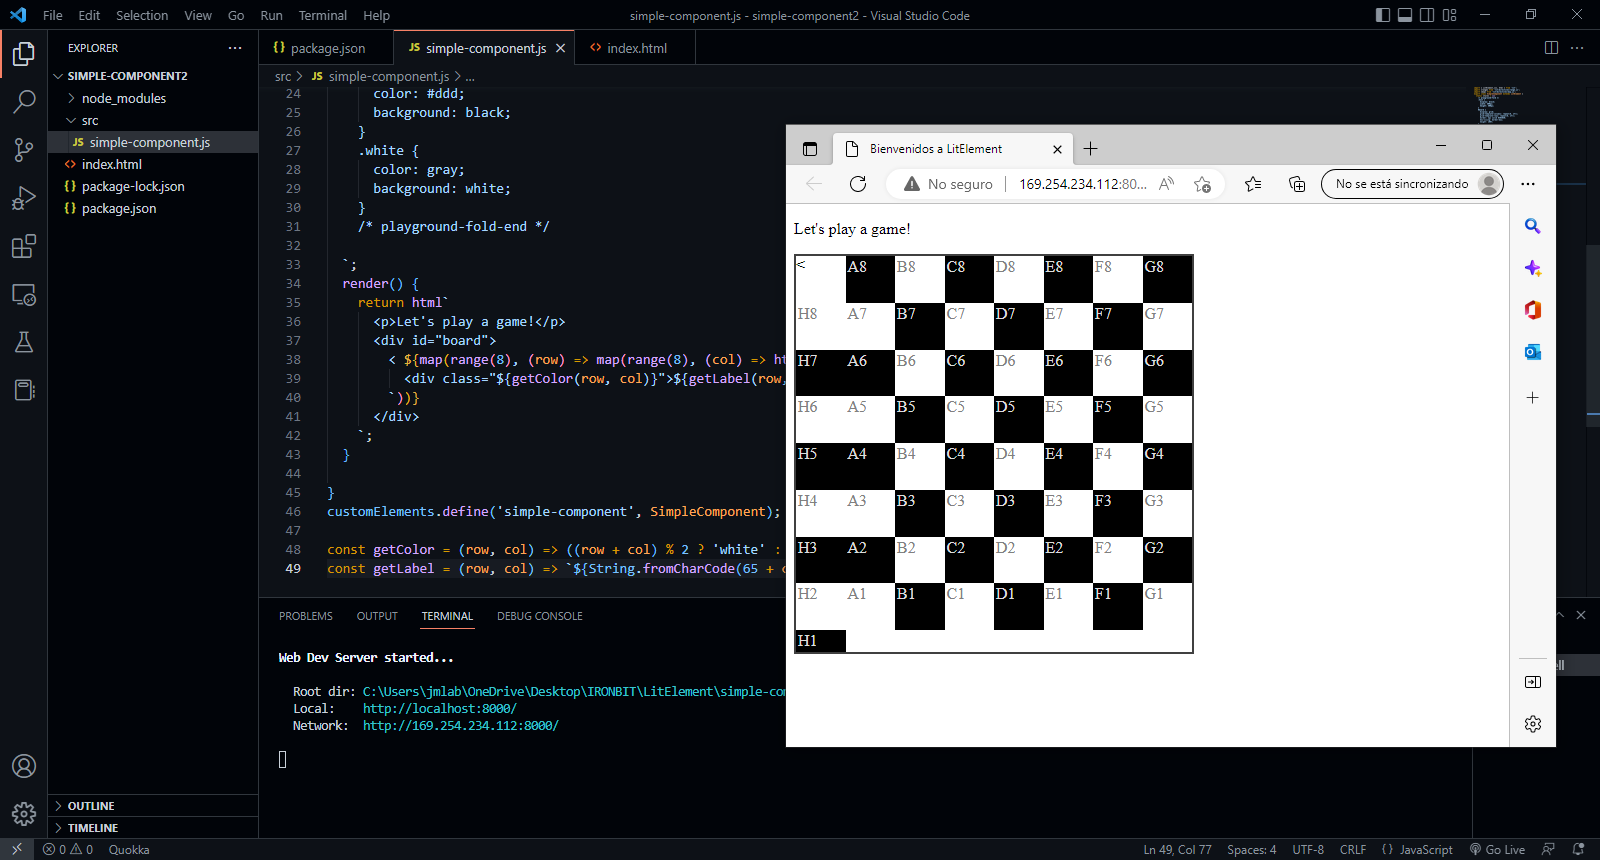 File Edit Selection View Go Run Terminal Help
simple-component.js - simple-component2 - Visual Studio Code
EXPLORER
SIMPLE-COMPONENT2
node_modules
src
JS simple-component.js
<> index.html
{} package-lock.json
{} package.json
OUTLINE
TIMELINE
{} package.json
JS simple-component.js
<> index.html
src > JS simple-component.js > ...
24 color: #ddd;
25 background: black;
26 }
27 .white {
28 color: gray;
29 background: white;
30 }
31 /* playground-fold-end */
32
33 `;
34 render() {
35 return html`
36 <p>Let's play a game!</p>
37 <div id="board">
38 < ${map(range(8), (row) => map(range(8), (col) => ht
39 <div class="${getColor(row, col)}">${getLabel(row,
40 `))}
41 </div>
42 `;
43 }
44
45 }
46 customElements.define('simple-component', SimpleComponent);
47
48 const getColor = (row, col) => ((row + col) % 2 ? 'white' :
49 const getLabel = (row, col) => `${String.fromCharCode(65 + c
PROBLEMS OUTPUT TERMINAL DEBUG CONSOLE
Web Dev Server started...
Root dir: C:\Users\jmlab\OneDrive\Desktop\IRONBIT\LitElement\simple-com
Local: http://localhost:8000/
Network: http://169.254.234.112:8000/
ell
Bienvenidos a LitElement
No seguro
169.254.234.112:80...
No se está sincronizando
Let's play a game!
< A8 B8 C8 D8 E8 F8 G8
H8 A7 B7 C7 D7 E7 F7 G7
H7 A6 B6 C6 D6 E6 F6 G6
H6 A5 B5 C5 D5 E5 F5 G5
H5 A4 B4 C4 D4 E4 F4 G4
H4 A3 B3 C3 D3 E3 F3 G3
H3 A2 B2 C2 D2 E2 F2 G2
H2 A1 B1 C1 D1 E1 F1 G1
H1
0 0 Quokka
Ln 49, Col 77 Spaces: 4 UTF-8 CRLF {} JavaScript Go Live